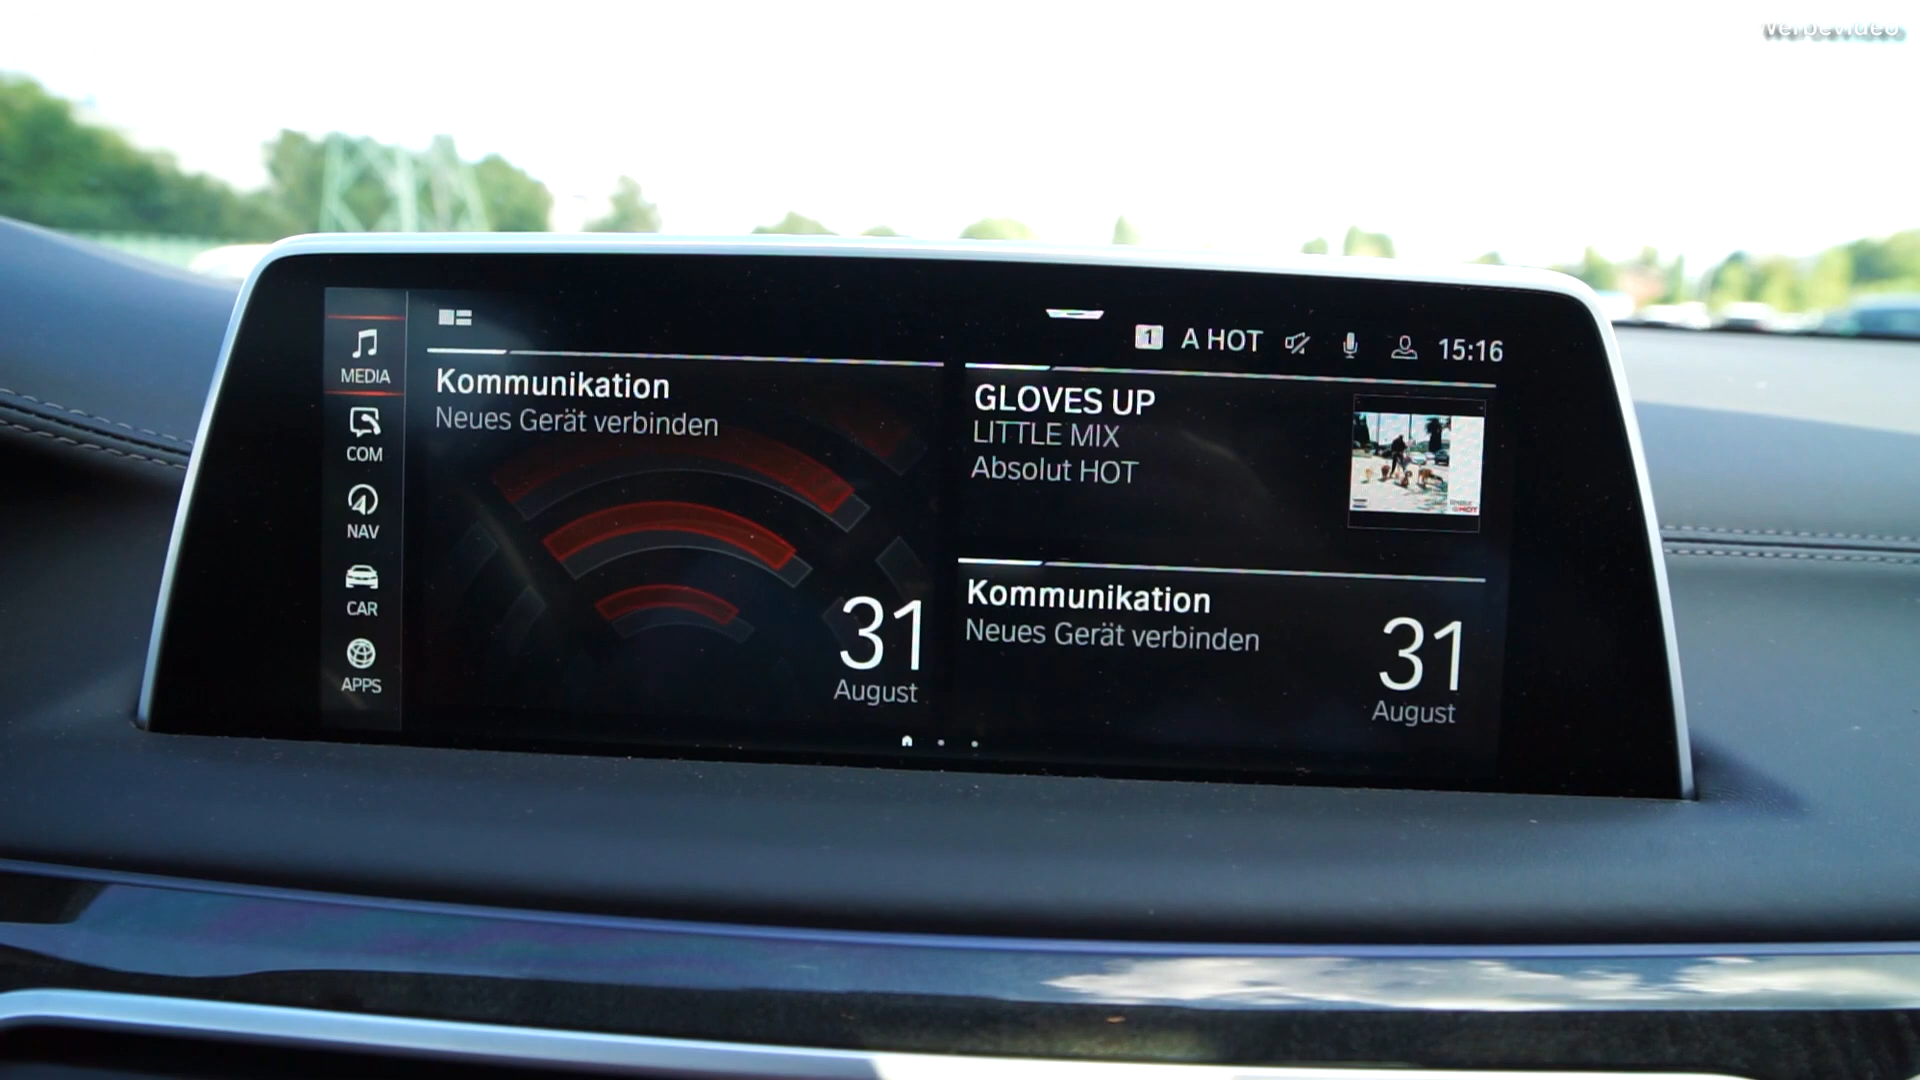 Werbevideo
1 A HOT 15:16
MEDIA
COM
NAV
CAR
APPS
Kommunikation
Neues Gerät verbinden
31
August
GLOVES UP
LITTLE MIX
Absolut HOT
Kommunikation
Neues Gerät verbinden
31
August